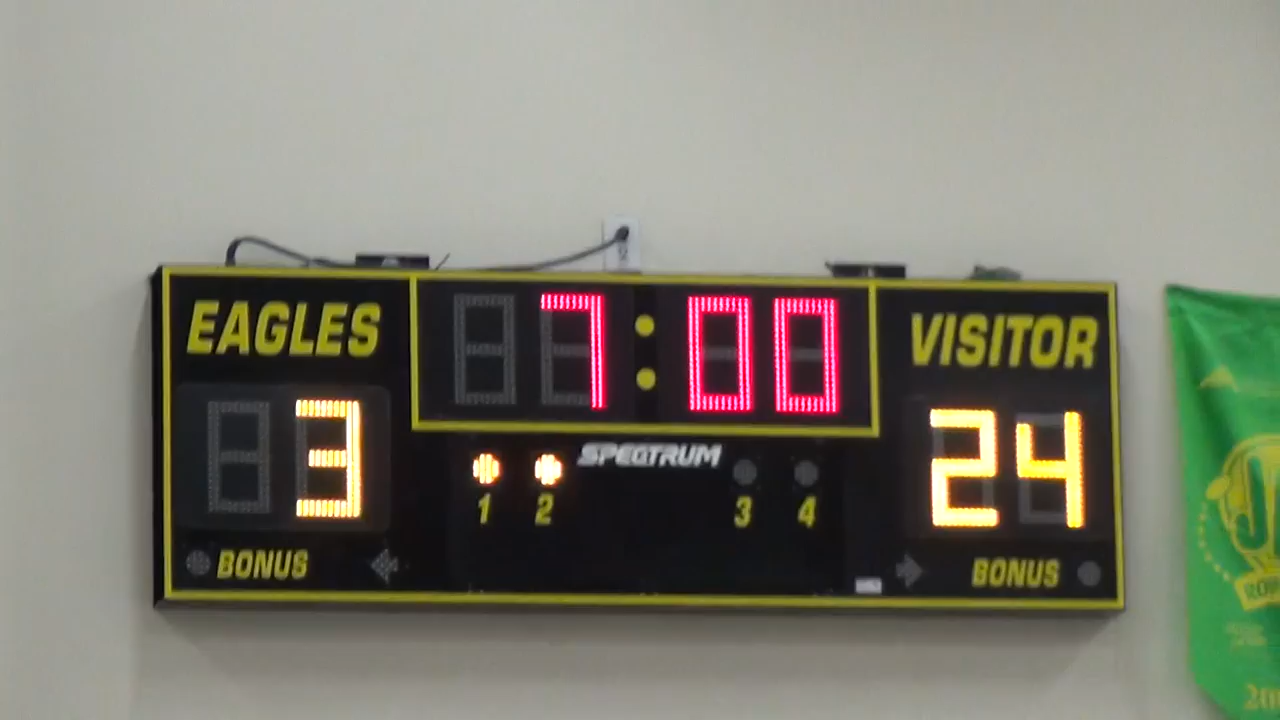 EAGLES
7:00
VISITOR
3
24
SPECTRUM
1 2 3 4
BONUS
BONUS